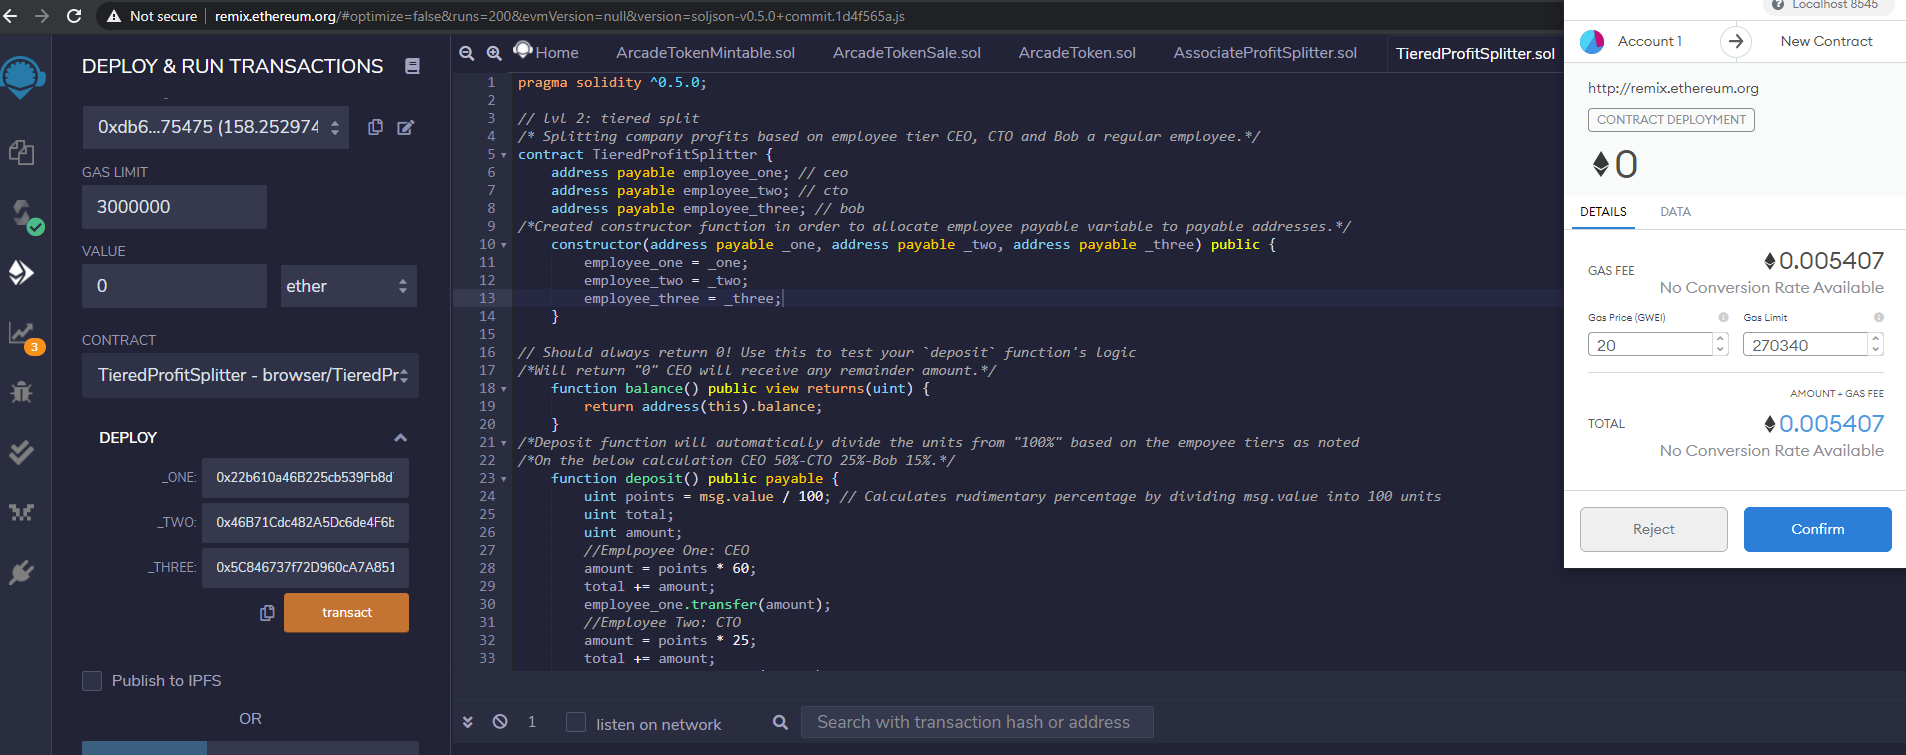 Not secure | remix.ethereum.org/#optimize=false&runs=200&evmVersion=null&version=soljson-v0.5.0+commit.1d4f565a.js
DEPLOY & RUN TRANSACTIONS
0xdb6...75475 (158.252974
GAS LIMIT
3000000
VALUE
0
ether
CONTRACT
TieredProfitSplitter - browser/TieredPr
DEPLOY
_ONE: 0x22b610a46B225cb539Fb8d
_TWO: 0x46B71Cdc482A5Dc6de4F6b
_THREE: 0x5C846737f72D960cA7A851
transact
Publish to IPFS
OR
3
Home
ArcadeTokenMintable.sol
ArcadeTokenSale.sol
ArcadeToken.sol
AssociateProfitSplitter.sol
TieredProfitSplitter.sol
1 pragma solidity ^0.5.0;
2
3 // lvl 2: tiered split
4 /* Splitting company profits based on employee tier CEO, CTO and Bob a regular employee.*/
5 contract TieredProfitSplitter {
6 address payable employee_one; // ceo
7 address payable employee_two; // cto
8 address payable employee_three; // bob
9 /*Created constructor function in order to allocate employee payable variable to payable addresses.*/
10 constructor(address payable _one, address payable _two, address payable _three) public {
11 employee_one = _one;
12 employee_two = _two;
13 employee_three = _three;
14 }
15
16 // Should always return 0! Use this to test your `deposit` function's logic
17 /*Will return "0" CEO will receive any remainder amount.*/
18 function balance() public view returns(uint) {
19 return address(this).balance;
20 }
21 /*Deposit function will automatically divide the units from "100%" based on the empoyee tiers as noted
22 /*On the below calculation CEO 50%-CTO 25%-Bob 15%.*/
23 function deposit() public payable {
24 uint points = msg.value / 100; // Calculates rudimentary percentage by dividing msg.value into 100 units
25 uint total;
26 uint amount;
27 //Emplpoyee One: CEO
28 amount = points * 60;
29 total += amount;
30 employee_one.transfer(amount);
31 //Employee Two: CTO
32 amount = points * 25;
33 total += amount;
1
listen on network
Search with transaction hash or address
Localhost 8545
Account 1
New Contract
http://remix.ethereum.org
CONTRACT DEPLOYMENT
0
DETAILS
DATA
GAS FEE
0.005407
No Conversion Rate Available
Gas Price (GWEI)
Gas Limit
20
270340
AMOUNT + GAS FEE
TOTAL
0.005407
No Conversion Rate Available
Reject
Confirm